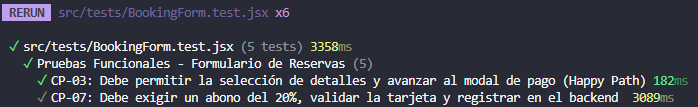 RERUN src/tests/BookingForm.test.jsx x6
✓ src/tests/BookingForm.test.jsx (5 tests) 3358ms
✓ Pruebas Funcionales - Formulario de Reservas (5)
✓ CP-03: Debe permitir la selección de detalles y avanzar al modal de pago (Happy Path) 182ms
✓ CP-07: Debe exigir un abono del 20%, validar la tarjeta y registrar en el backend 3089ms